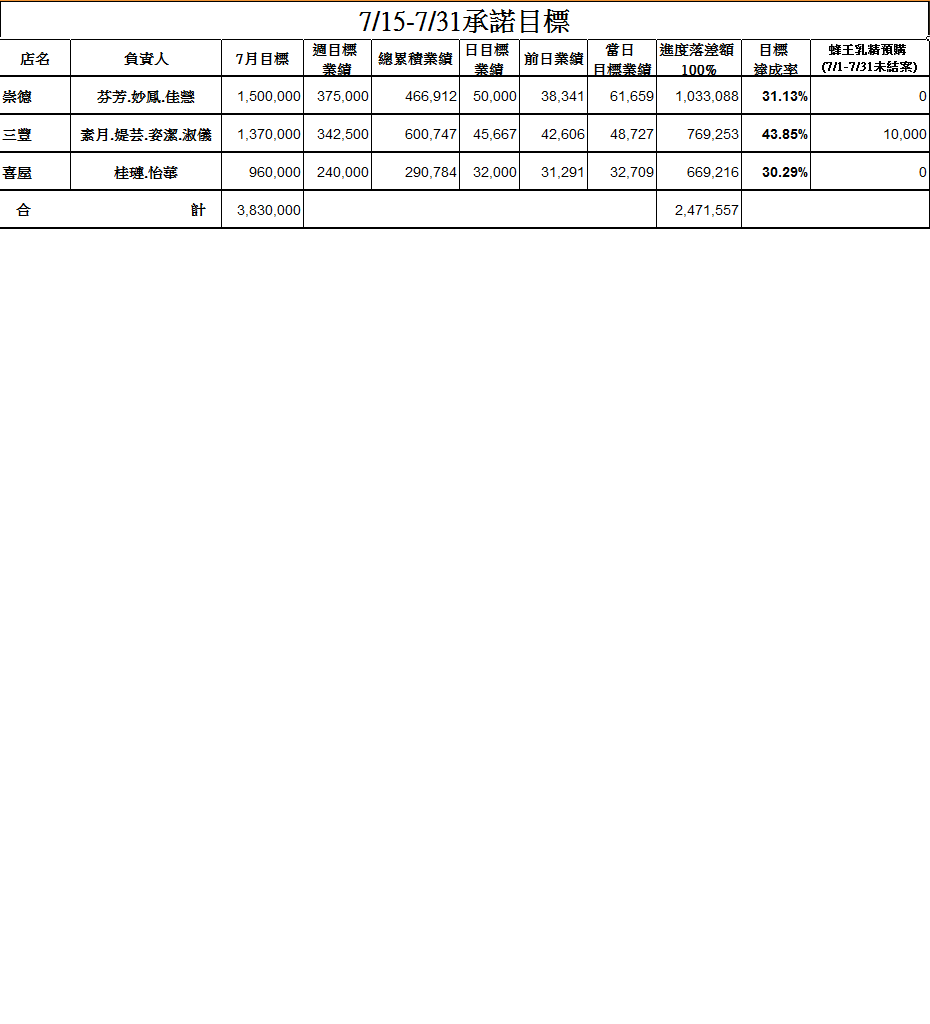 7/15-7/31承諾目標
店名 負責人 7月目標 週目標業績 總累積業績 日目標業績 前日業績 當日目標業績 進度落差額100% 目標達成率 蜂王乳精預購(7/1-7/31未結案)
崇德 芬芳.妙鳳.佳慧 1,500,000 375,000 466,912 50,000 38,341 61,659 1,033,088 31.13% 0
三豐 素月.媞芸.姿潔.淑儀 1,370,000 342,500 600,747 45,667 42,606 48,727 769,253 43.85% 10,000
喜屋 桂璉.怡華 960,000 240,000 290,784 32,000 31,291 32,709 669,216 30.29% 0
合 計 3,830,000 2,471,557